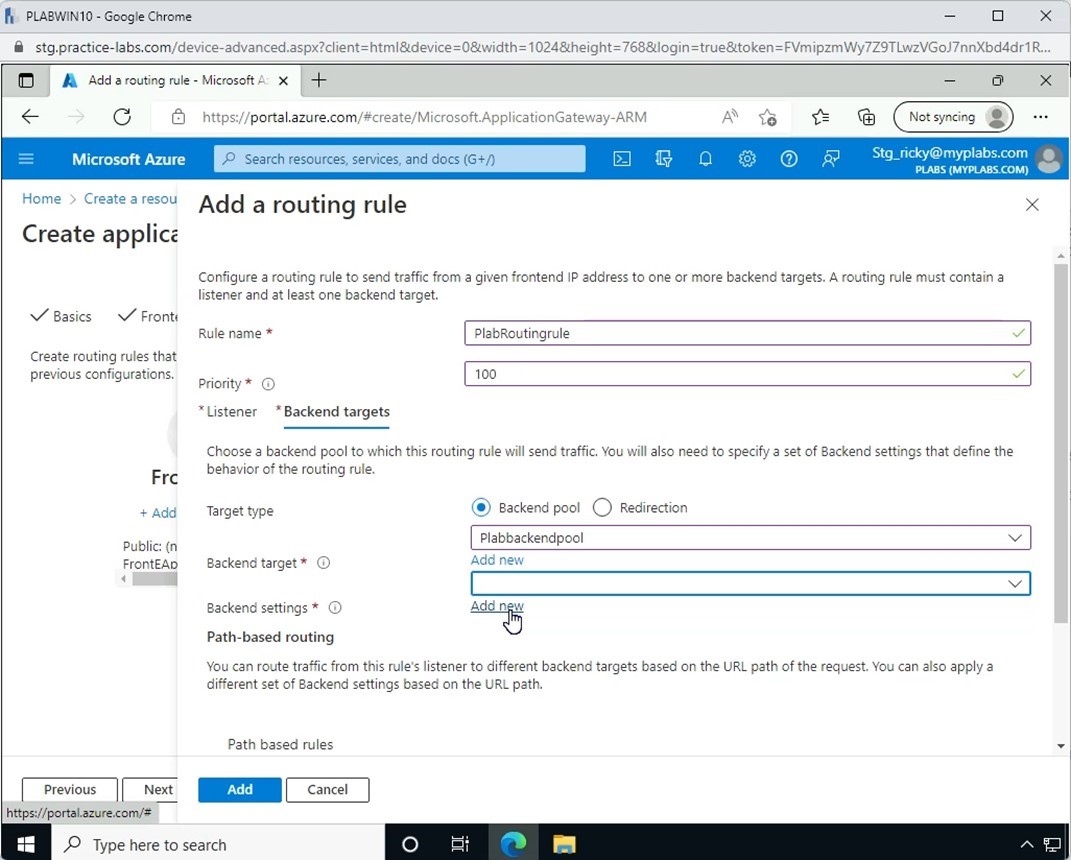 PLABWIN10 - Google Chrome
stg.practice-labs.com/device-advanced.aspx?client=html&device=0&width=1024&height=768&login=true&token=FVmipzmWy7Z9TLwzVGoJ7nnXbd4dr1R...
Add a routing rule - Microsoft Az
https://portal.azure.com/#create/Microsoft.ApplicationGateway-ARM
Not syncing
Microsoft Azure
Search resources, services, and docs (G+/)
Stg_ricky@myplabs.com
PLABS (MYPLABS.COM)
Home > Create a resou
Create applica
Add a routing rule
Configure a routing rule to send traffic from a given frontend IP address to one or more backend targets. A routing rule must contain a
listener and at least one backend target.
Basics
Fronte
Rule name *
PlabRoutingrule
Create routing rules that
previous configurations.
Priority *
100
* Listener
* Backend targets
Choose a backend pool to which this routing rule will send traffic. You will also need to specify a set of Backend settings that define the
behavior of the routing rule.
Fro
+ Add
Target type
Backend pool
Redirection
Public: (n
FrontEAp
Plabbackendpool
Backend target *
Add new
Backend settings *
Add new
Path-based routing
You can route traffic from this rule's listener to different backend targets based on the URL path of the request. You can also apply a
different set of Backend settings based on the URL path.
Path based rules
Previous
Next
Add
Cancel
https://portal.azure.com/#
Type here to search